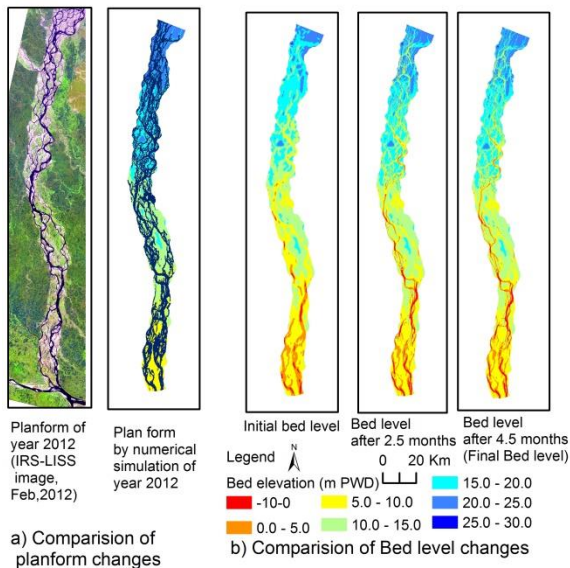 Planform of
year 2012
(IRS-LISS
image,
Feb,2012)
Plan form
by numerical
simulation of
year 2012
a) Comparision of
planform changes
Initial bed level
Bed level
after 2.5 months
Bed level
after 4.5 months
(Final Bed level)
Legend
N
0 20 Km
Bed elevation (m PWD)
-10-0
0.0 - 5.0
5.0 - 10.0
10.0 - 15.0
15.0 - 20.0
20.0 - 25.0
25.0 - 30.0
b) Comparision of Bed level changes